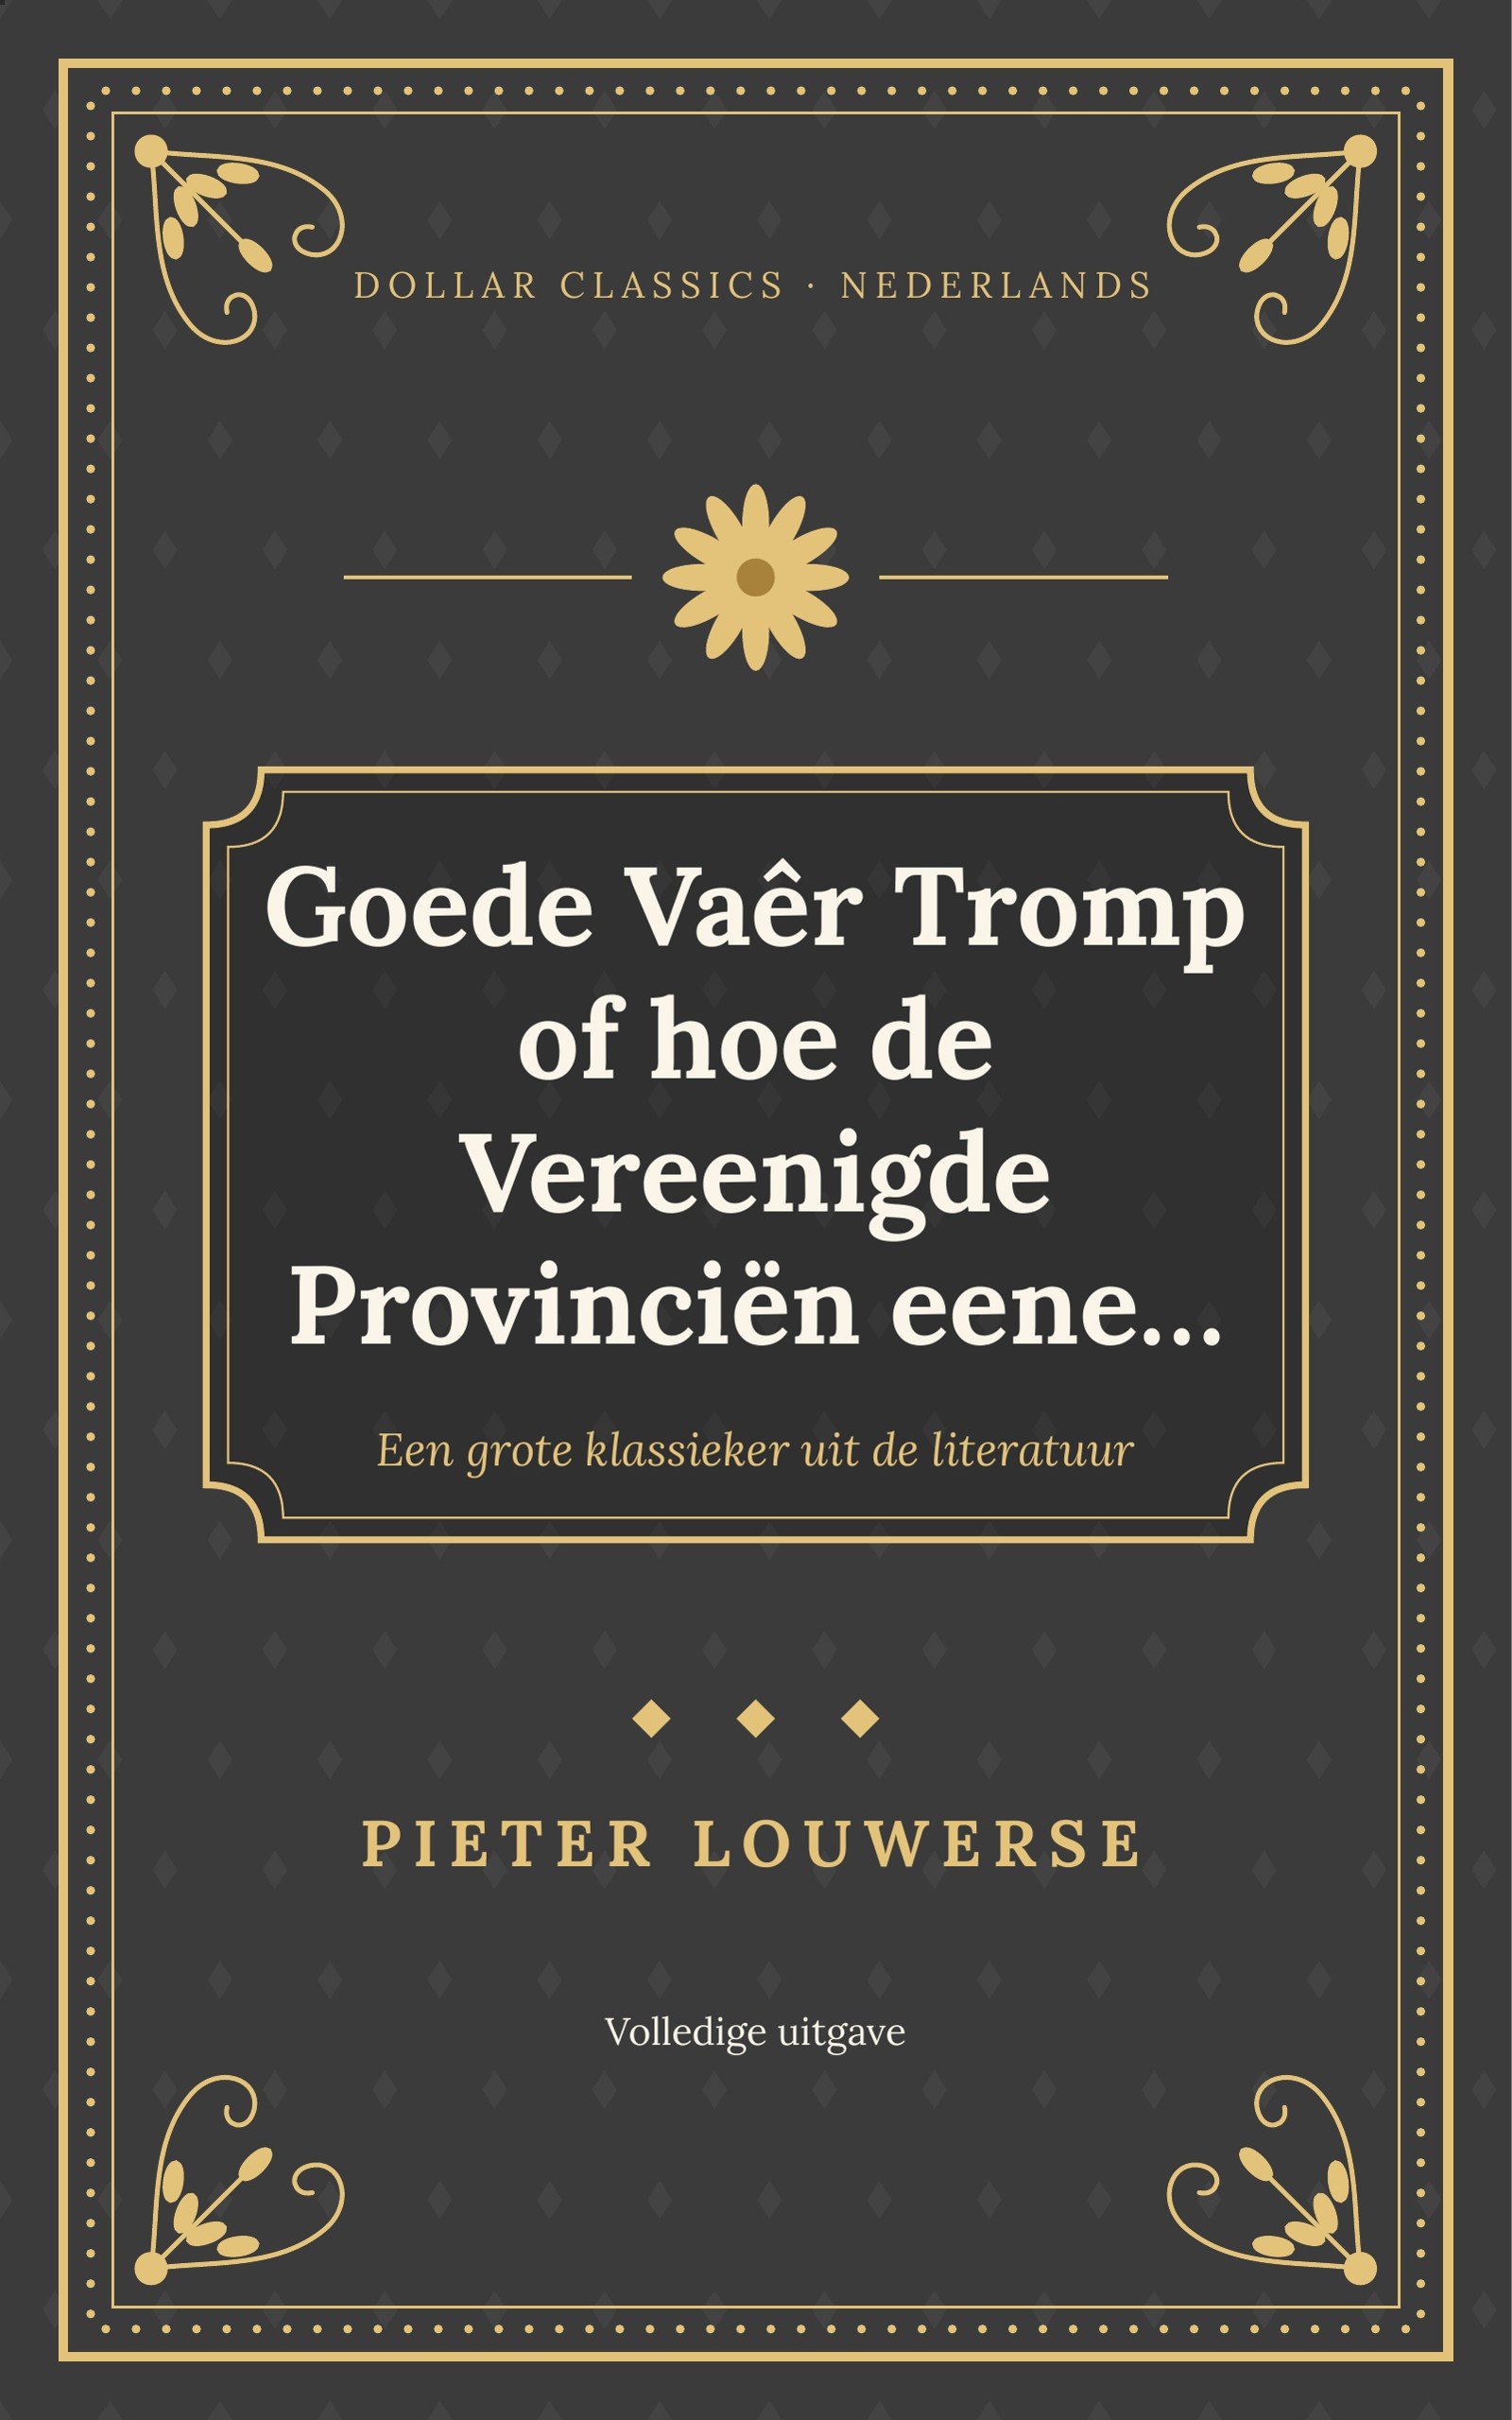 DOLLAR CLASSICS · NEDERLANDS
Goede Vaêr Tromp
of hoe de
Vereenigde
Provinciën eene...
Een grote klassieker uit de literatuur
PIETER LOUWERSE
Volledige uitgave